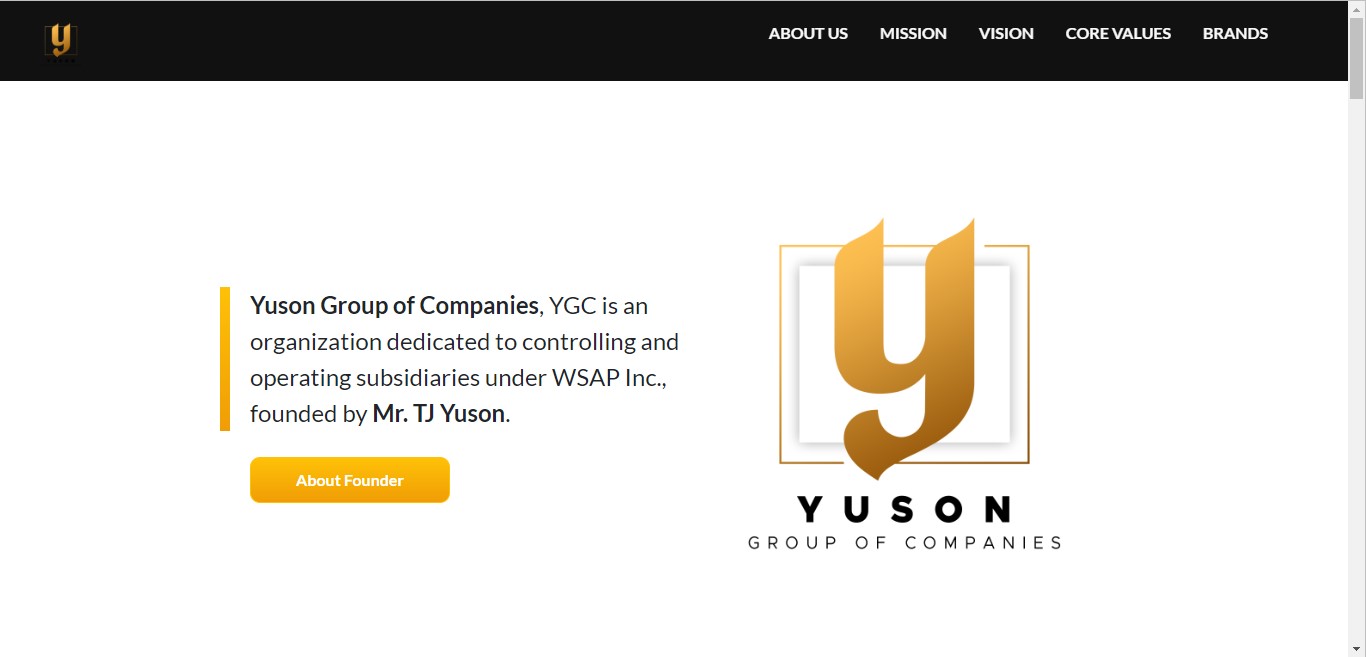 y
ABOUT US MISSION VISION CORE VALUES BRANDS
Yuson Group of Companies, YGC is an
organization dedicated to controlling and
operating subsidiaries under WSAP Inc.,
founded by Mr. TJ Yuson.
About Founder
y
YUSON
GROUP OF COMPANIES